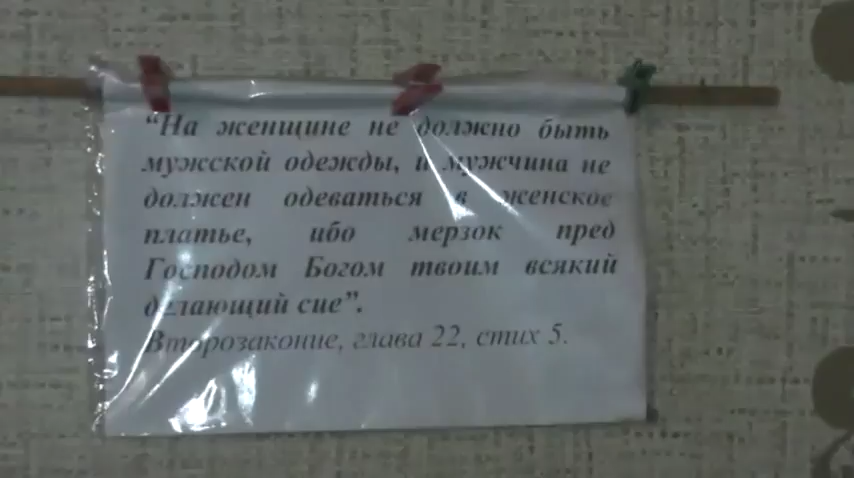 “На женщине не должно быть
мужской одежды, и мужчина не
должен одеваться в женское
платье, ибо мерзок пред
Господом Богом твоим всякий
делающий сие”.
Второзаконие, глава 22, стих 5.